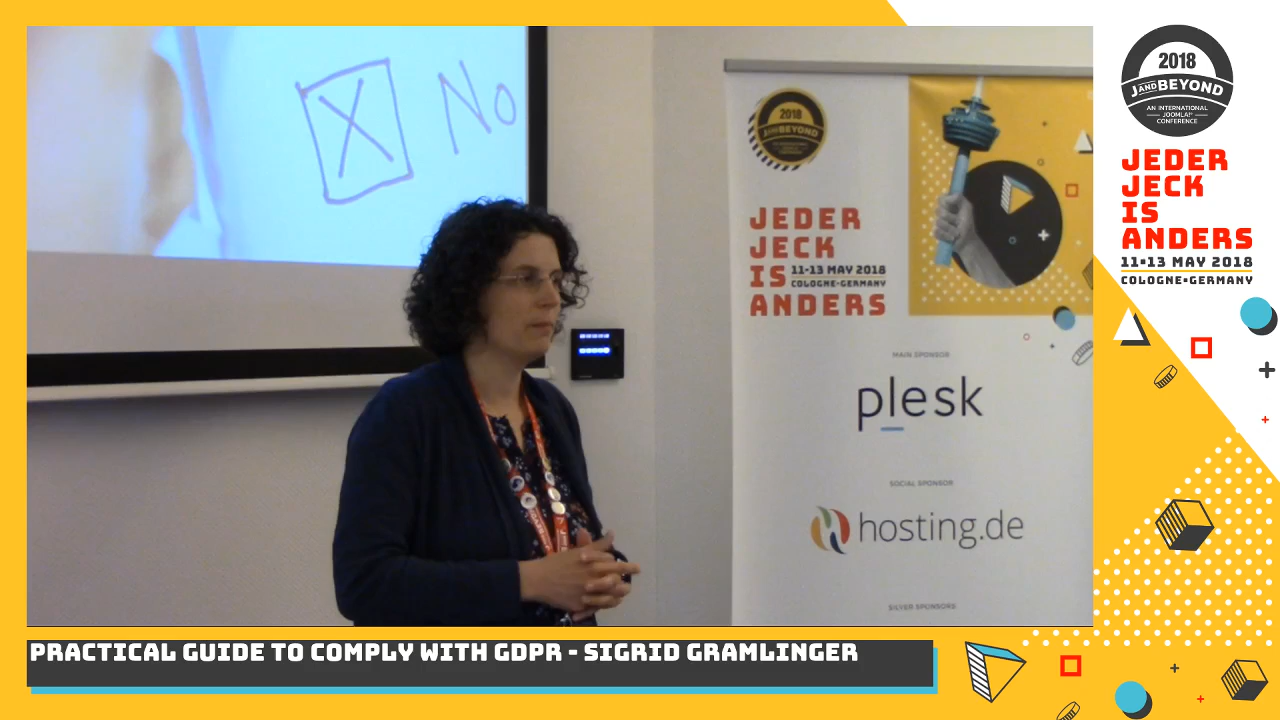 No
2018
J AND BEYOND
JEDER
JECK
IS
11-13 MAY 2018
COLOGNE-GERMANY
ANDERS
MAIN SPONSOR
plesk
SOCIAL SPONSOR
hosting.de
SILVER SPONSORS
2018
J AND BEYOND
AN INTERNATIONAL
JOOMLA!®
CONFERENCE
JEDER
JECK
IS
ANDERS
11-13 MAY 2018
COLOGNE-GERMANY
PRACTICAL GUIDE TO COMPLY WITH GDPR - SIGRID GRAMLINGER